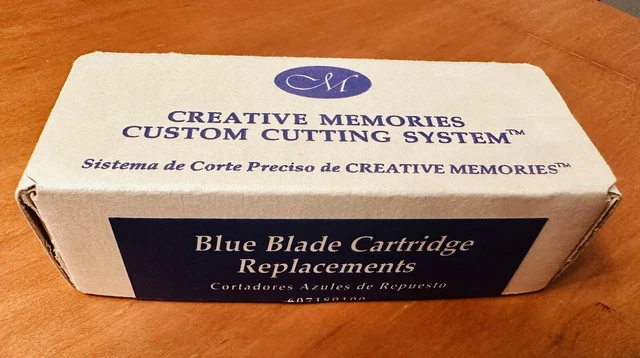 CM
CREATIVE MEMORIES
CUSTOM CUTTING SYSTEM™
Sistema de Corte Preciso de CREATIVE MEMORIES™
Blue Blade Cartridge
Replacements
Cortadores Azules de Repuesto